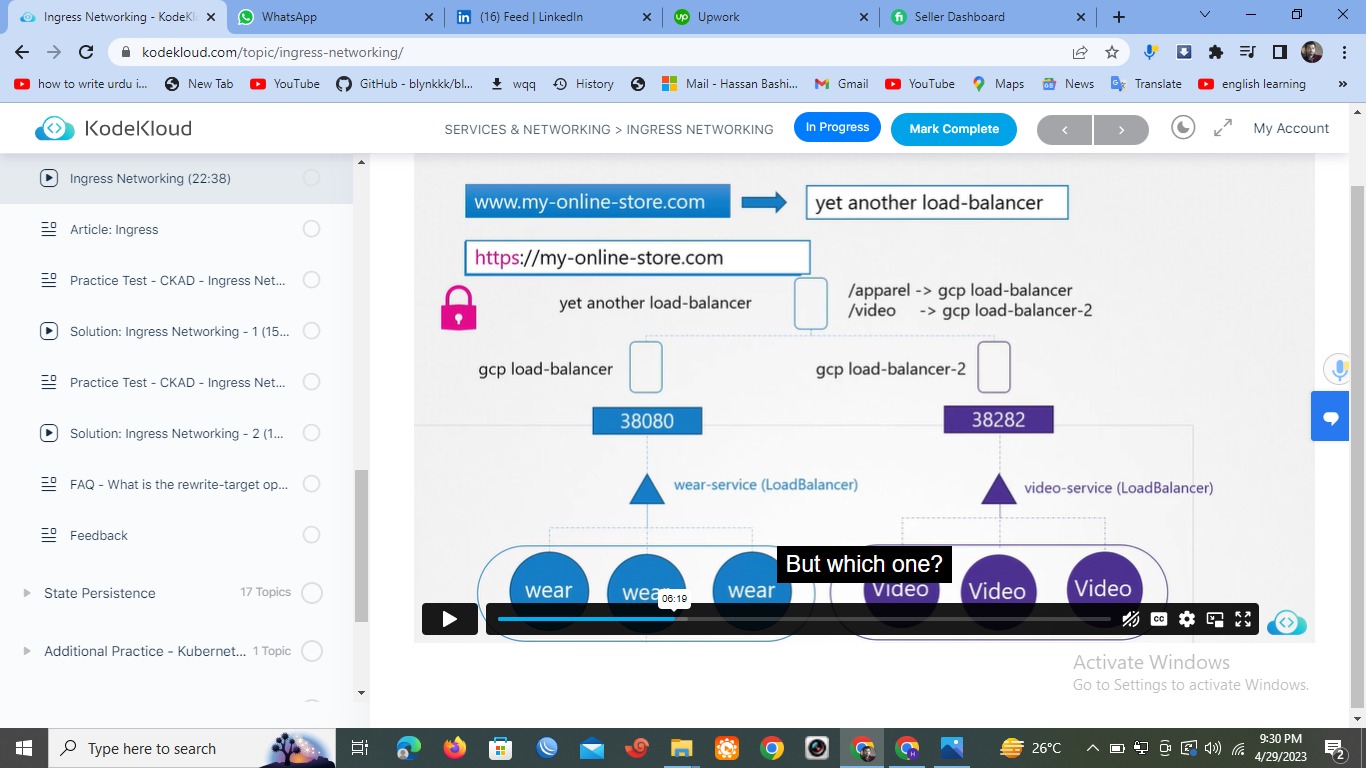 Ingress Networking - KodeKl
WhatsApp
(16) Feed | LinkedIn
Upwork
Seller Dashboard
kodekloud.com/topic/ingress-networking/
how to write urdu i...
New Tab
YouTube
GitHub - blynkkk/bl...
wqq
History
Mail - Hassan Bashi...
Gmail
YouTube
Maps
News
Translate
english learning
KodeKloud
SERVICES & NETWORKING > INGRESS NETWORKING
In Progress
Mark Complete
My Account
Ingress Networking (22:38)
Article: Ingress
Practice Test - CKAD - Ingress Net...
Solution: Ingress Networking - 1 (15...
Practice Test - CKAD - Ingress Net...
Solution: Ingress Networking - 2 (1...
FAQ - What is the rewrite-target op...
Feedback
State Persistence
17 Topics
Additional Practice - Kubernet...
1 Topic
www.my-online-store.com
yet another load-balancer
https://my-online-store.com
yet another load-balancer
/apparel -> gcp load-balancer
/video -> gcp load-balancer-2
gcp load-balancer
gcp load-balancer-2
38080
38282
wear-service (LoadBalancer)
video-service (LoadBalancer)
But which one?
wear
wear
wear
Video
Video
Video
06:19
CC
Activate Windows
Go to Settings to activate Windows.
Type here to search
26°C
9:30 PM
4/29/2023
2